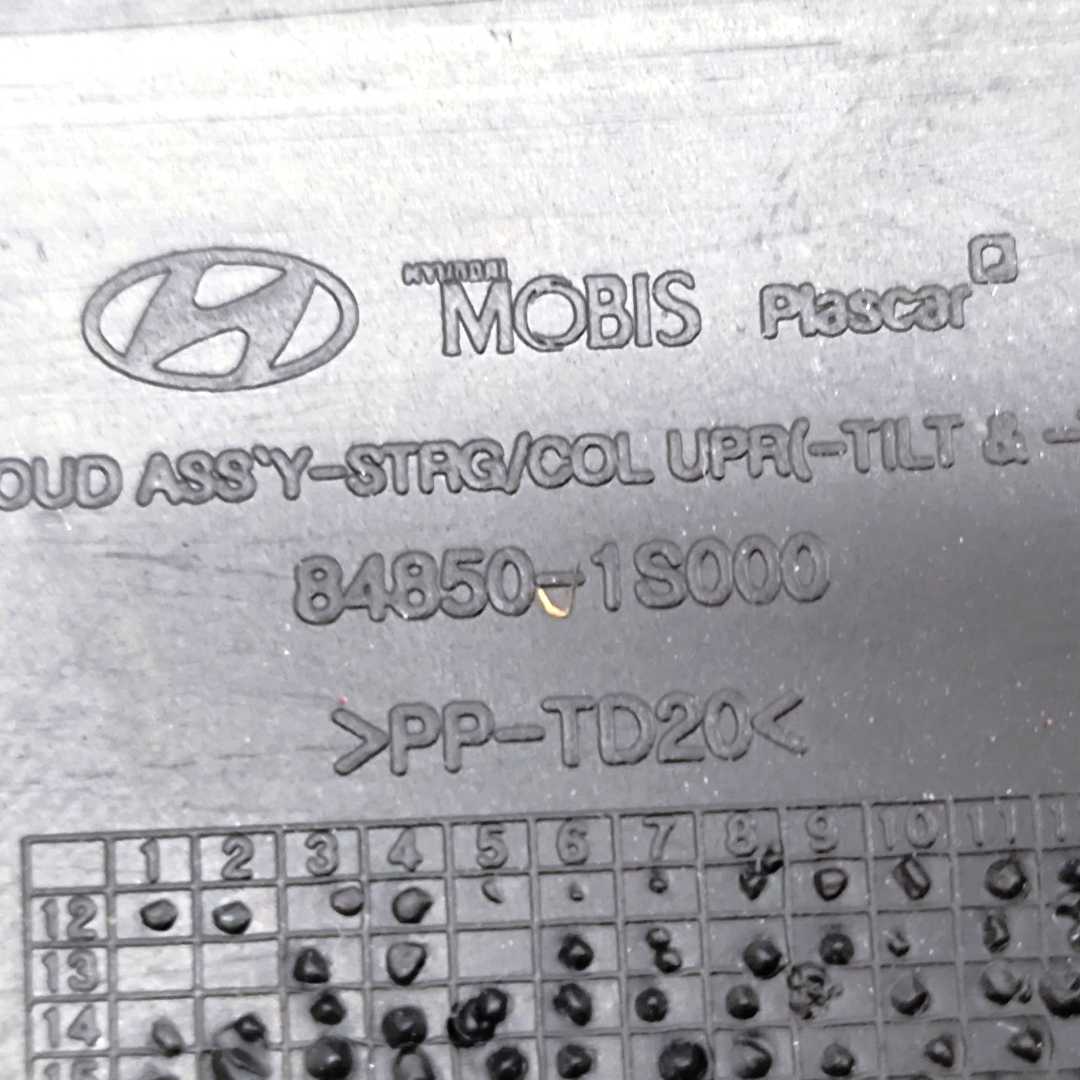 HYUNDAI
MOBIS Plascar
OUD ASS'Y-STRG/COL UPR(-TILT & -
84850-1S000
>PP-TD20<
1 2 3 4 5 6 7 8 9 10 11
12
13
14
15